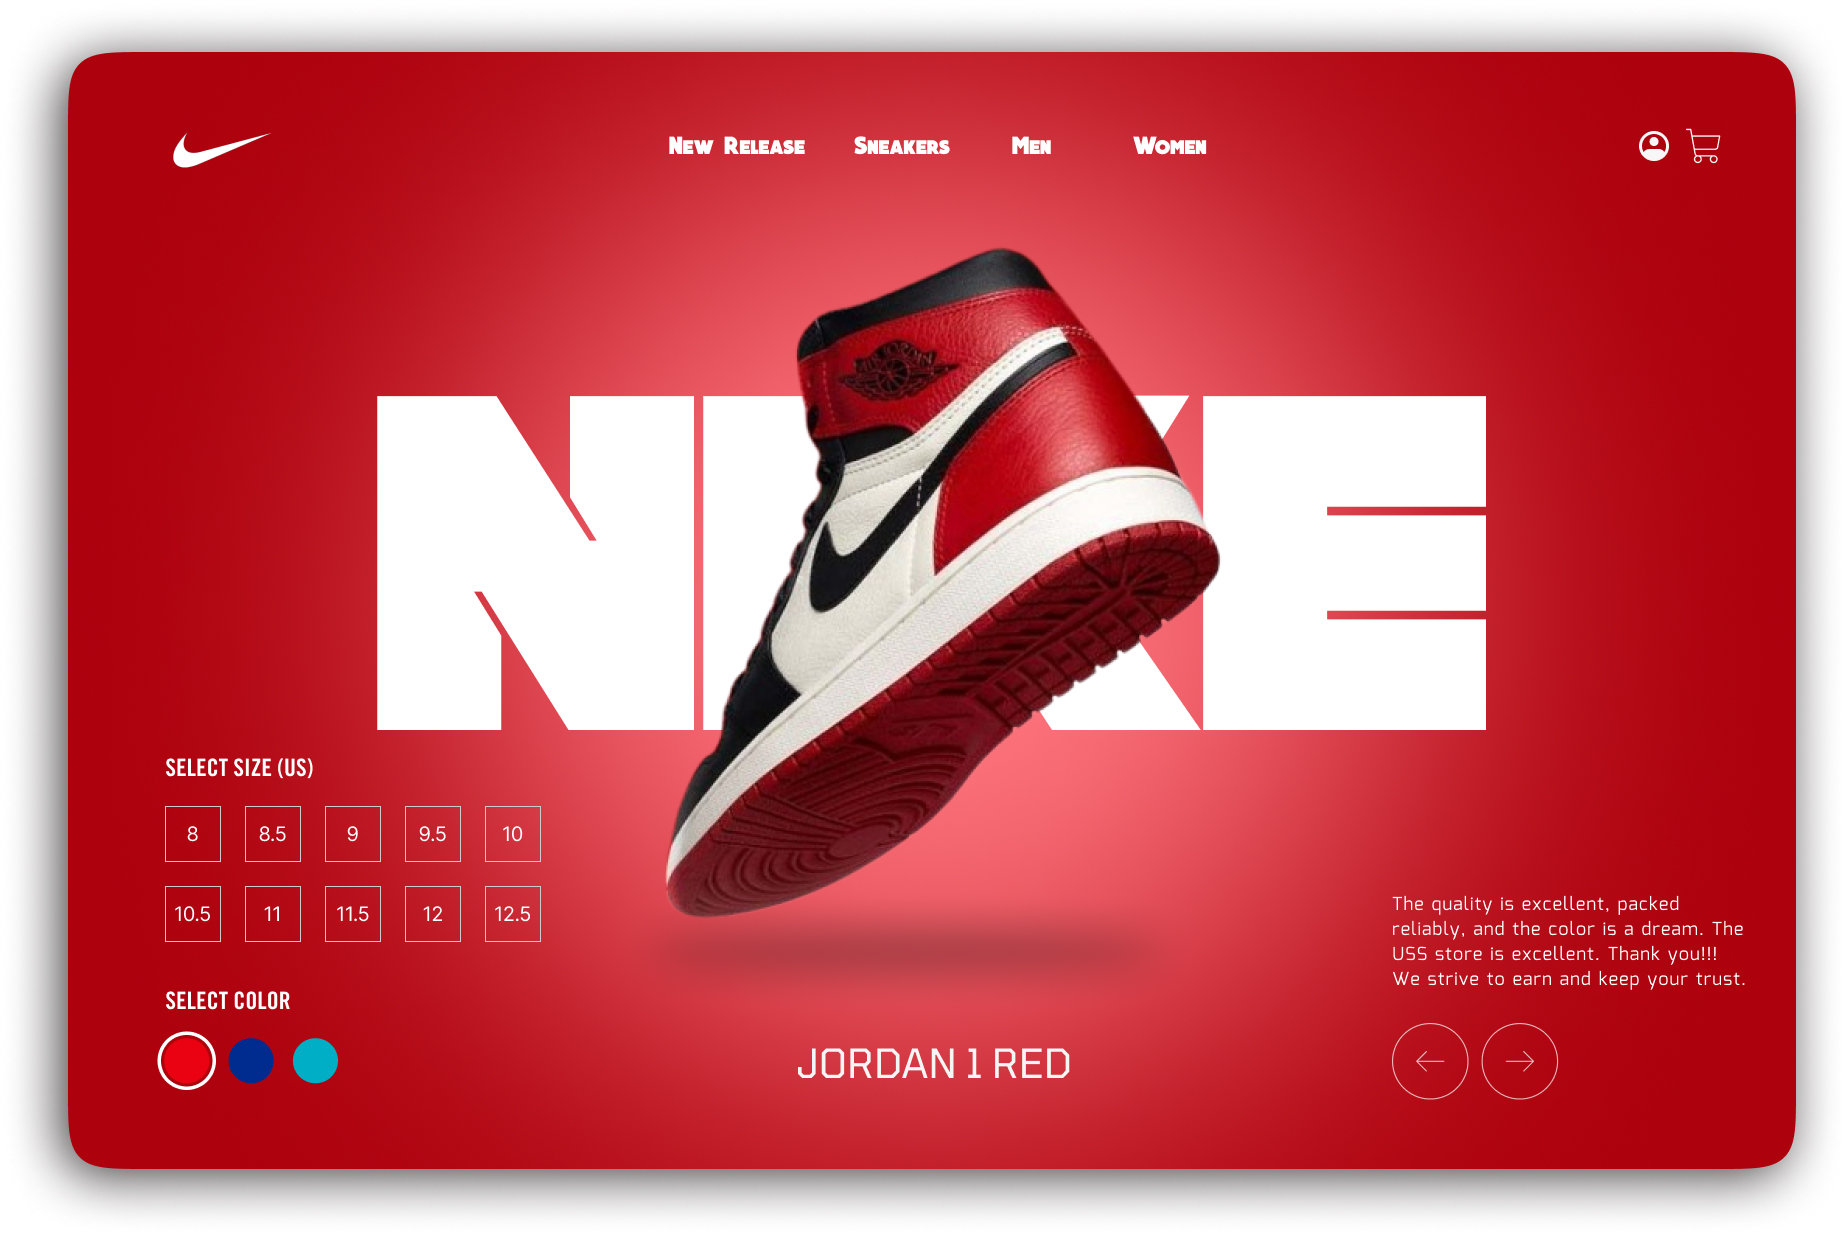 New Release Sneakers Men Women
NIKE
SELECT SIZE (US)
8 8.5 9 9.5 10
10.5 11 11.5 12 12.5
SELECT COLOR
The quality is excellent, packed
reliably, and the color is a dream. The
USS store is excellent. Thank you!!!
We strive to earn and keep your trust.
JORDAN 1 RED